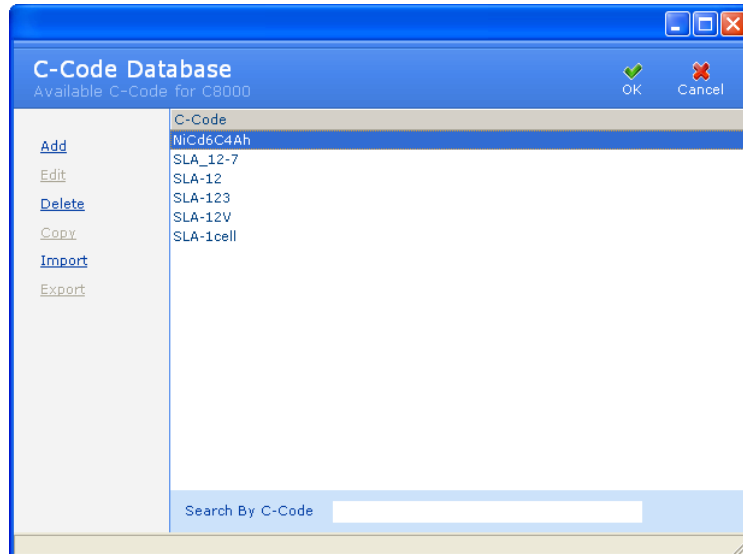 C-Code Database
Available C-Code for C8000
OK
Cancel
Add
Edit
Delete
Copy
Import
Export
C-Code
NiCd6C4Ah
SLA_12-7
SLA-12
SLA-123
SLA-12V
SLA-1cell
Search By C-Code